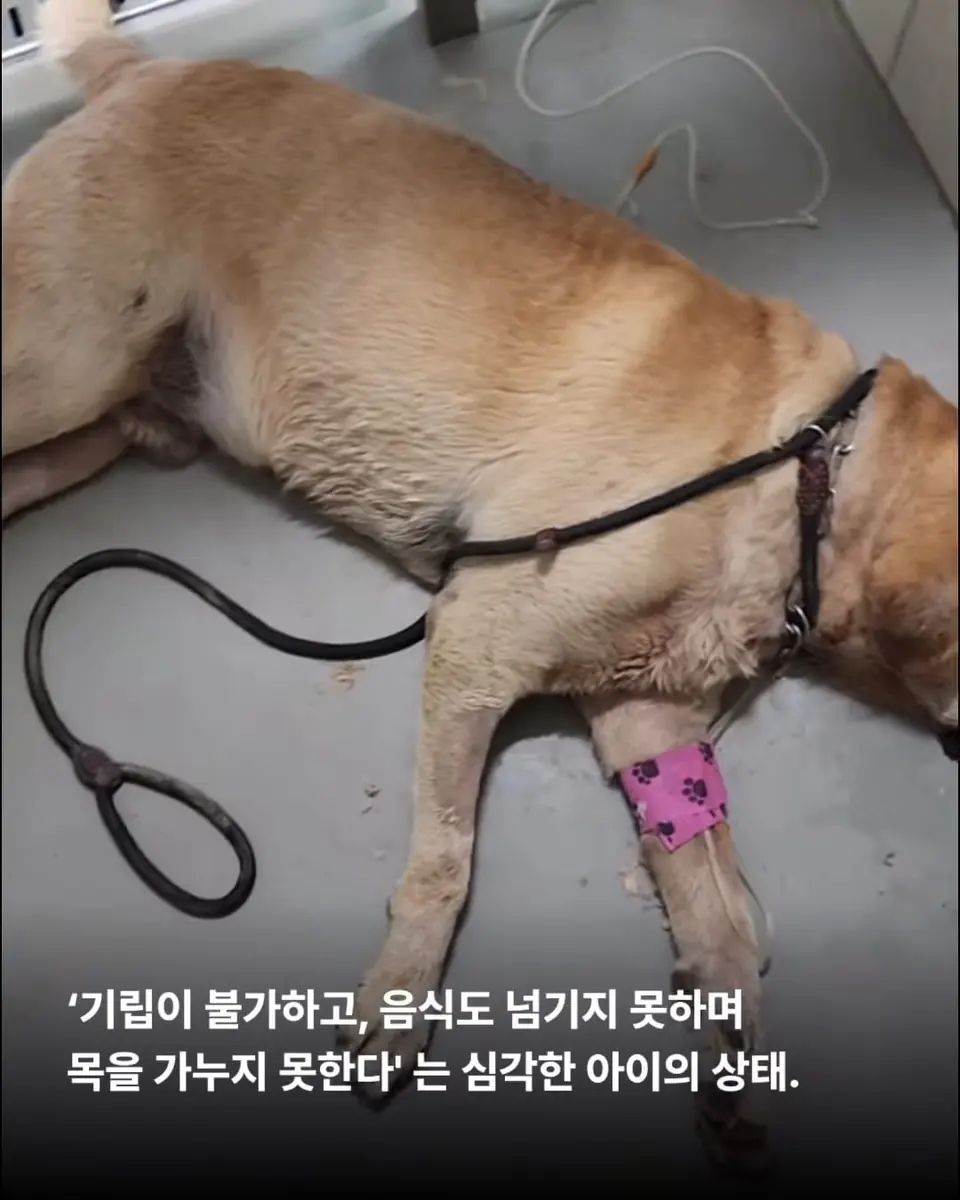 ‘기립이 불가하고, 음식도 넘기지 못하며
목을 가누지 못한다' 는 심각한 아이의 상태.